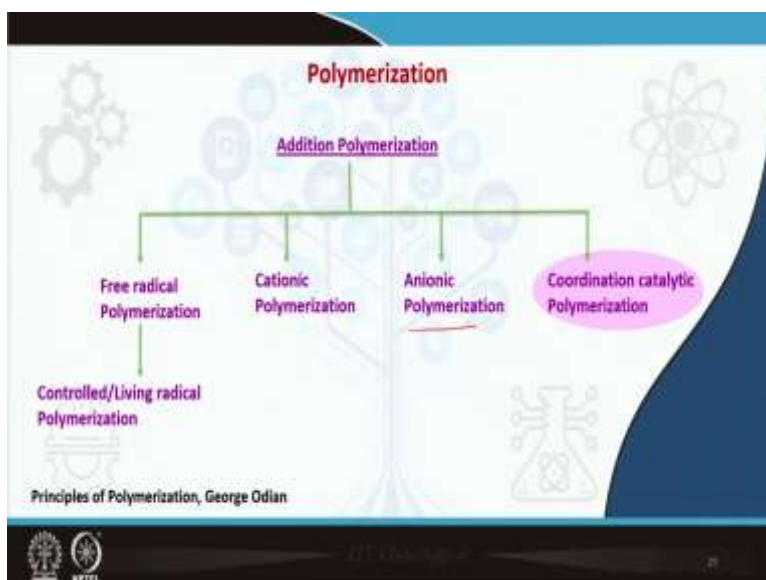 Polymerization
Addition Polymerization
Free radical
Polymerization
Cationic
Polymerization
Anionic
Polymerization
Coordination catalytic
Polymerization
Controlled/Living radical
Polymerization
Principles of Polymerization, George Odian
NPTEL